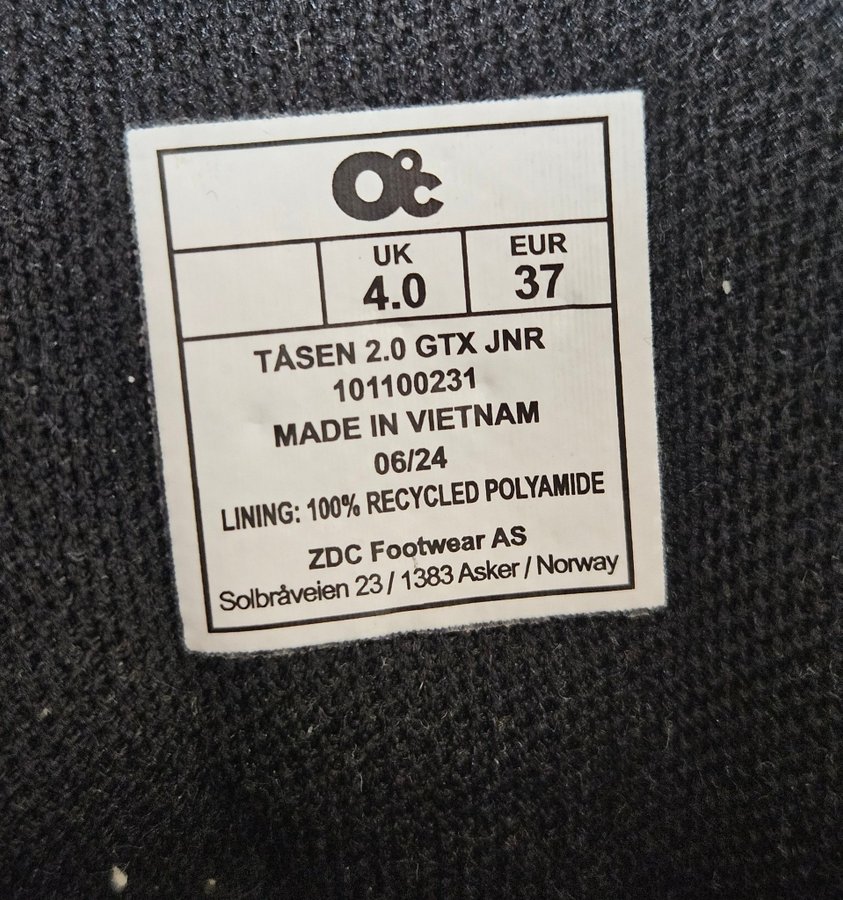 O°C
UK EUR
4.0 37
TÅSEN 2.0 GTX JNR
101100231
MADE IN VIETNAM
06/24
LINING: 100% RECYCLED POLYAMIDE
ZDC Footwear AS
Solbråveien 23 / 1383 Asker / Norway